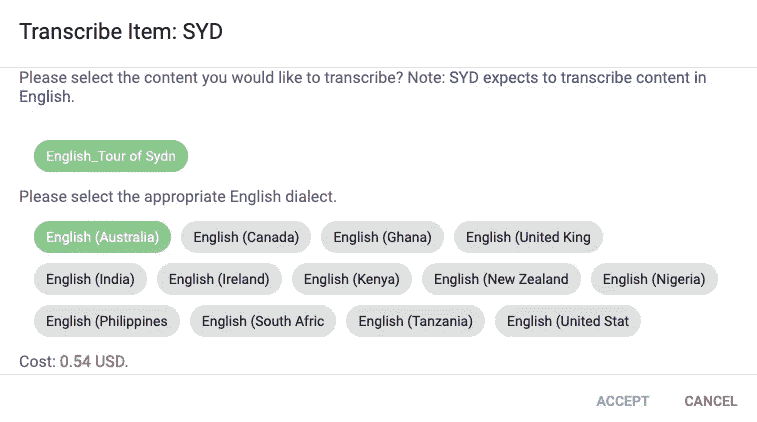 Transcribe Item: SYD
Please select the content you would like to transcribe? Note: SYD expects to transcribe content in
English.
English_Tour of Sydn
Please select the appropriate English dialect.
English (Australia) English (Canada) English (Ghana) English (United King
English (India) English (Ireland) English (Kenya) English (New Zealand English (Nigeria)
English (Philippines English (South Afric English (Tanzania) English (United Stat
Cost: 0.54 USD.
ACCEPT CANCEL